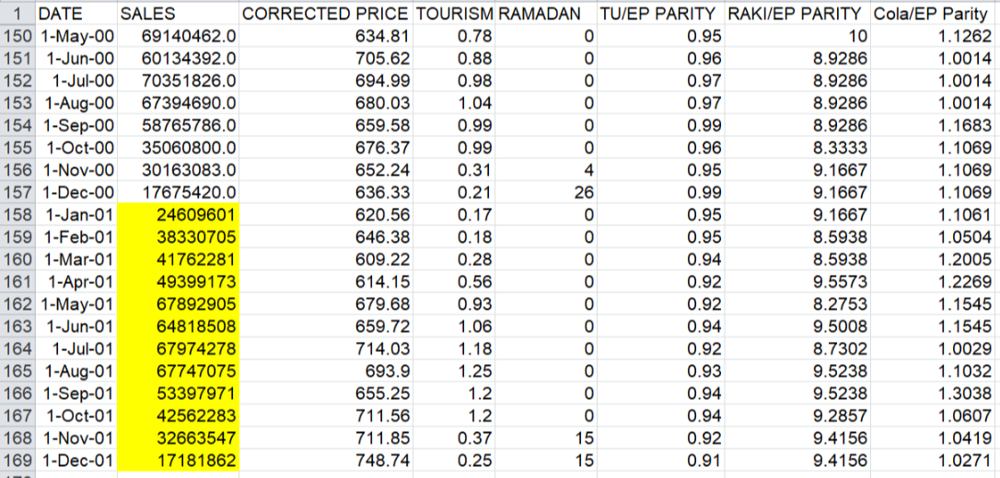 1 DATE SALES CORRECTED PRICE TOURISM RAMADAN TU/EP PARITY RAKI/EP PARITY Cola/EP Parity
150 1-May-00 69140462.0 634.81 0.78 0 0.95 10 1.1262
151 1-Jun-00 60134392.0 705.62 0.88 0 0.96 8.9286 1.0014
152 1-Jul-00 70351826.0 694.99 0.98 0 0.97 8.9286 1.0014
153 1-Aug-00 67394690.0 680.03 1.04 0 0.97 8.9286 1.0014
154 1-Sep-00 58765786.0 659.58 0.99 0 0.99 8.9286 1.1683
155 1-Oct-00 35060800.0 676.37 0.99 0 0.96 8.3333 1.1069
156 1-Nov-00 30163083.0 652.24 0.31 4 0.95 9.1667 1.1069
157 1-Dec-00 17675420.0 636.33 0.21 26 0.99 9.1667 1.1069
158 1-Jan-01 24609601 620.56 0.17 0 0.95 9.1667 1.1061
159 1-Feb-01 38330705 646.38 0.18 0 0.95 8.5938 1.0504
160 1-Mar-01 41762281 609.22 0.28 0 0.94 8.5938 1.2005
161 1-Apr-01 49399173 614.15 0.56 0 0.92 9.5573 1.2269
162 1-May-01 67892905 679.68 0.93 0 0.92 8.2753 1.1545
163 1-Jun-01 64818508 659.72 1.06 0 0.94 9.5008 1.1545
164 1-Jul-01 67974278 714.03 1.18 0 0.92 8.7302 1.0029
165 1-Aug-01 67747075 693.9 1.25 0 0.93 9.5238 1.1032
166 1-Sep-01 53397971 655.25 1.2 0 0.94 9.5238 1.3038
167 1-Oct-01 42562283 711.56 1.2 0 0.94 9.2857 1.0607
168 1-Nov-01 32663547 711.85 0.37 15 0.92 9.4156 1.0419
169 1-Dec-01 17181862 748.74 0.25 15 0.91 9.4156 1.0271